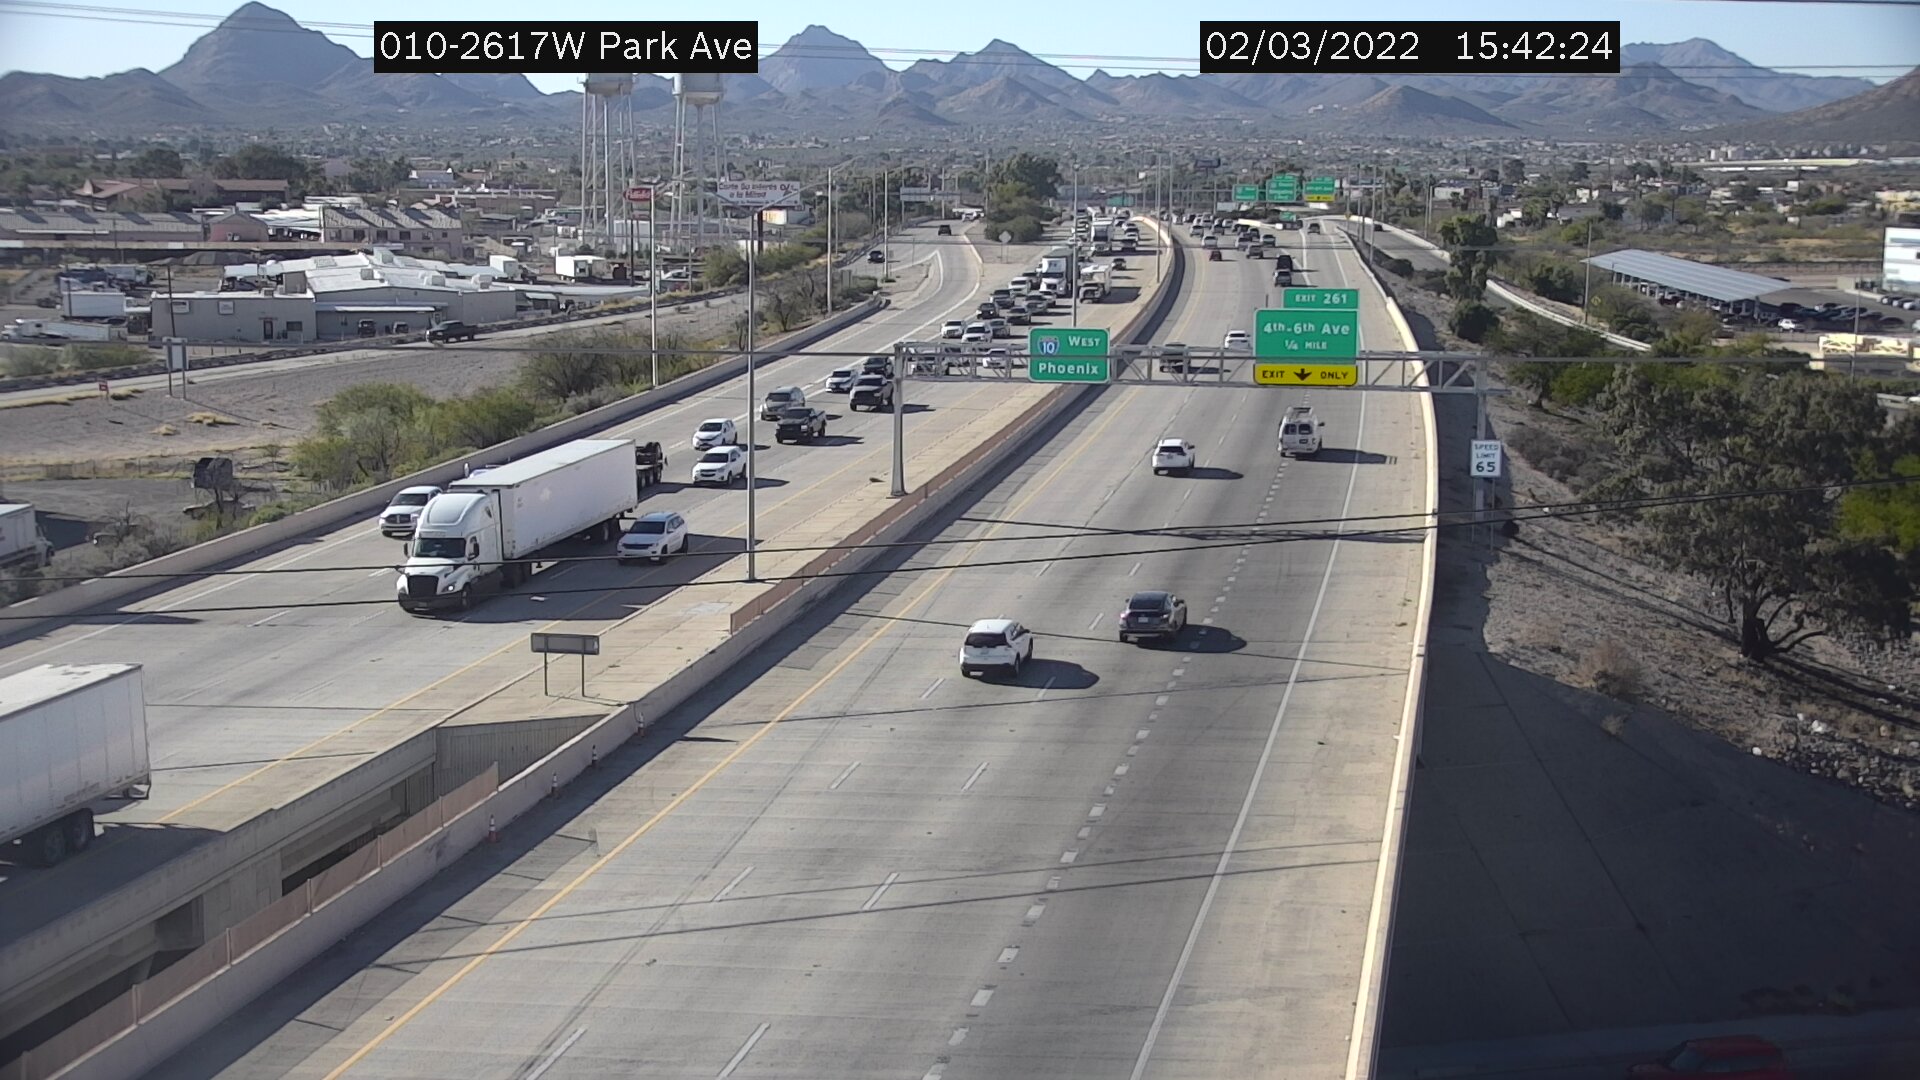 010-2617W Park Ave
02/03/2022 15:42:24
EXIT 261
4th-6th Ave
1/4 MILE
EXIT ONLY
10 WEST
Phoenix
SPEED
LIMIT
65